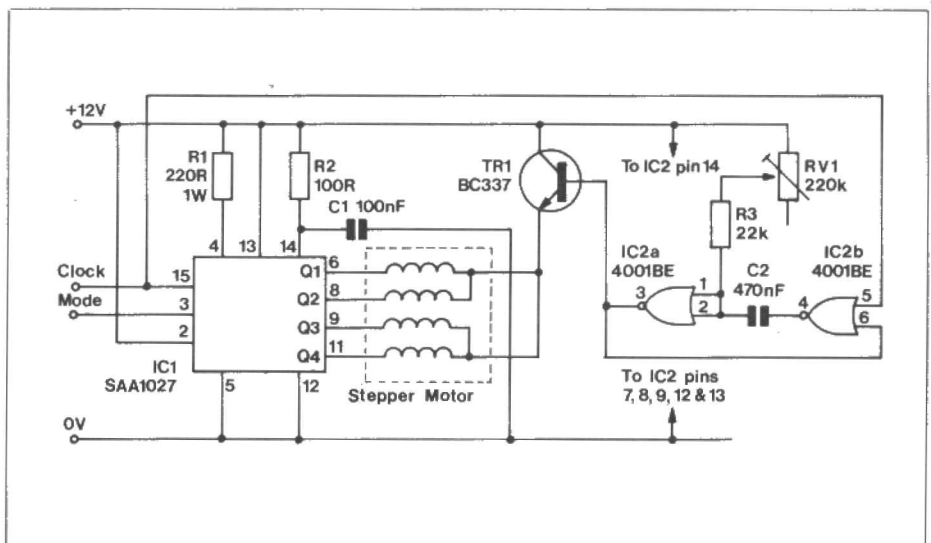 +12V
R1
220R
1W
R2
100R
C1 100nF
TR1
BC337
To IC2 pin 14
RV1
220k
R3
22k
IC2a
4001BE
C2
470nF
IC2b
4001BE
4
13
14
Clock
15
Mode
3
2
Q1
6
Q2
8
Q3
9
Q4
11
3
1
2
4
5
6
IC1
SAA1027
5
12
Stepper Motor
To IC2 pins
7, 8, 9, 12 & 13
0V